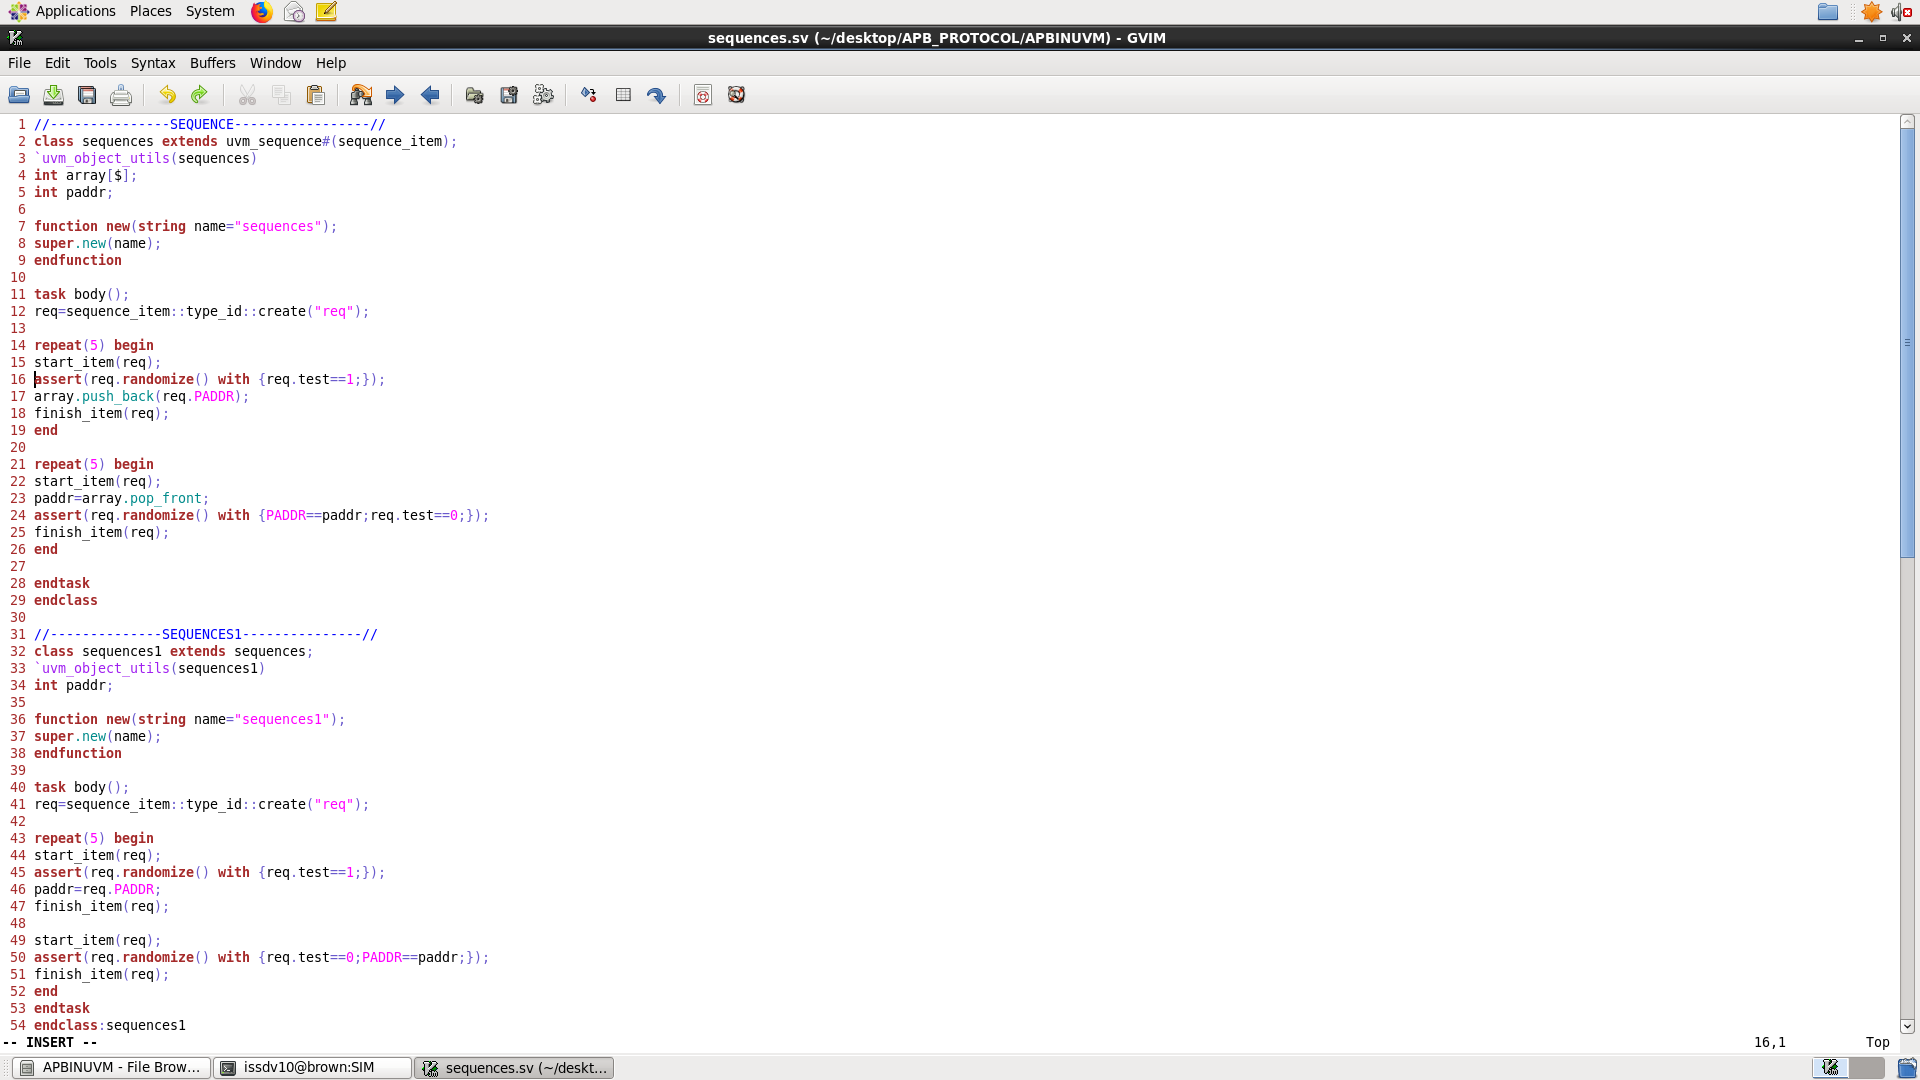 Applications Places System
sequences.sv (~/desktop/APB_PROTOCOL/APBINUVM) - GVIM
File Edit Tools Syntax Buffers Window Help
1 //---------------SEQUENCE-----------------//
2 class sequences extends uvm_sequence#(sequence_item);
3 `uvm_object_utils(sequences)
4 int array[$];
5 int paddr;
6
7 function new(string name="sequences");
8 super.new(name);
9 endfunction
10
11 task body();
12 req=sequence_item::type_id::create("req");
13
14 repeat(5) begin
15 start_item(req);
16 assert(req.randomize() with {req.test==1;});
17 array.push_back(req.PADDR);
18 finish_item(req);
19 end
20
21 repeat(5) begin
22 start_item(req);
23 paddr=array.pop_front;
24 assert(req.randomize() with {PADDR==paddr;req.test==0;});
25 finish_item(req);
26 end
27
28 endtask
29 endclass
30
31 //--------------SEQUENCES1---------------//
32 class sequences1 extends sequences;
33 `uvm_object_utils(sequences1)
34 int paddr;
35
36 function new(string name="sequences1");
37 super.new(name);
38 endfunction
39
40 task body();
41 req=sequence_item::type_id::create("req");
42
43 repeat(5) begin
44 start_item(req);
45 assert(req.randomize() with {req.test==1;});
46 paddr=req.PADDR;
47 finish_item(req);
48
49 start_item(req);
50 assert(req.randomize() with {req.test==0;PADDR==paddr;});
51 finish_item(req);
52 end
53 endtask
54 endclass:sequences1
-- INSERT -- 16,1 Top
APBINUVM - File Brow... issdv10@brown:SIM sequences.sv (~/deskt...